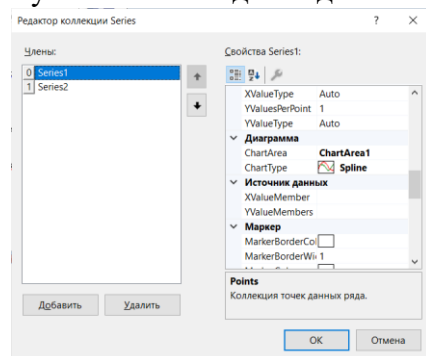 Редактор коллекции Series
? ×
Члены:
0 Series1
1 Series2
Добавить
Удалить
Свойства Series1:
XValueType Auto
YValuesPerPoint 1
YValueType Auto
Диаграмма
ChartArea ChartArea1
ChartType Spline
Источник данных
XValueMember
YValueMembers
Маркер
MarkerBorderCol
MarkerBorderWi 1
Points
Коллекция точек данных ряда.
ОК
Отмена